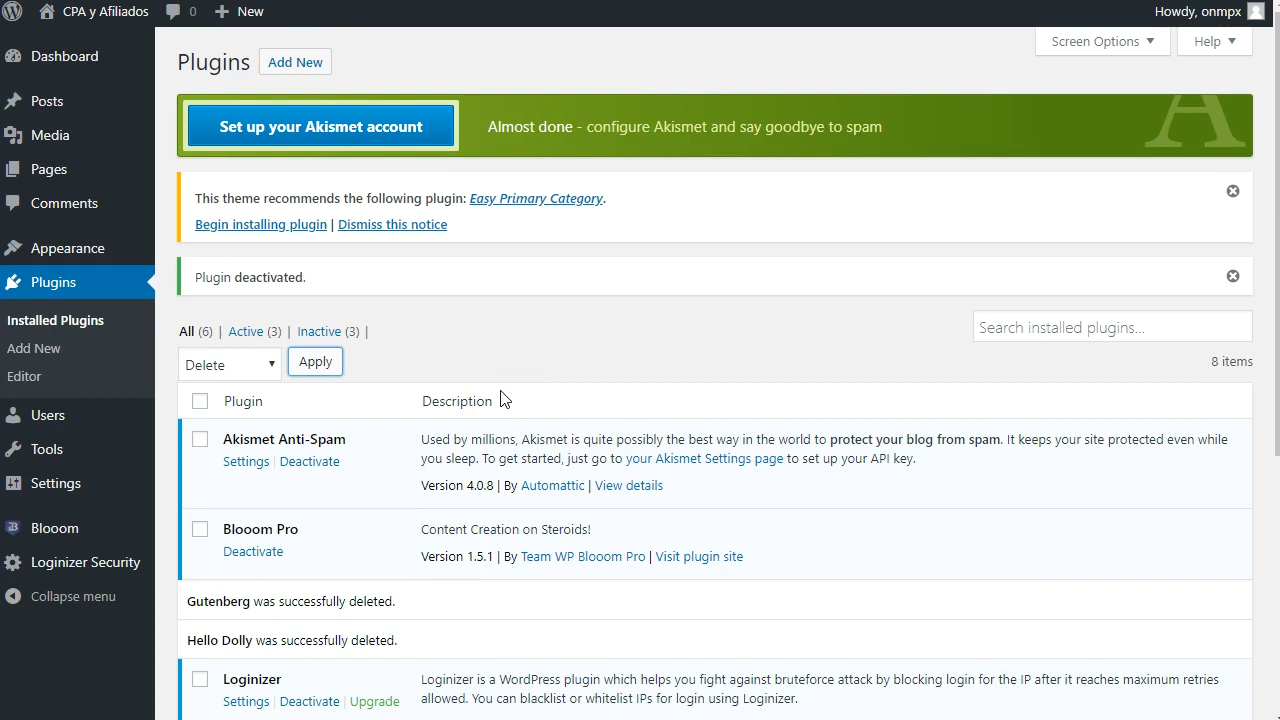 CPA y Afiliados 0 New Howdy, onmpx
Screen Options Help
Dashboard
Posts
Media
Pages
Comments
Appearance
Plugins
Installed Plugins
Add New
Editor
Users
Tools
Settings
Blooom
Loginizer Security
Collapse menu
Plugins Add New
Set up your Akismet account Almost done - configure Akismet and say goodbye to spam A
This theme recommends the following plugin: Easy Primary Category.
Begin installing plugin | Dismiss this notice
Plugin deactivated.
All (6) | Active (3) | Inactive (3) |
Search installed plugins...
Delete Apply 8 items
Plugin Description
Akismet Anti-Spam
Settings | Deactivate
Used by millions, Akismet is quite possibly the best way in the world to protect your blog from spam. It keeps your site protected even while
you sleep. To get started, just go to your Akismet Settings page to set up your API key.
Version 4.0.8 | By Automattic | View details
Blooom Pro
Deactivate
Content Creation on Steroids!
Version 1.5.1 | By Team WP Blooom Pro | Visit plugin site
Gutenberg was successfully deleted.
Hello Dolly was successfully deleted.
Loginizer
Settings | Deactivate | Upgrade
Loginizer is a WordPress plugin which helps you fight against bruteforce attack by blocking login for the IP after it reaches maximum retries
allowed. You can blacklist or whitelist IPs for login using Loginizer.